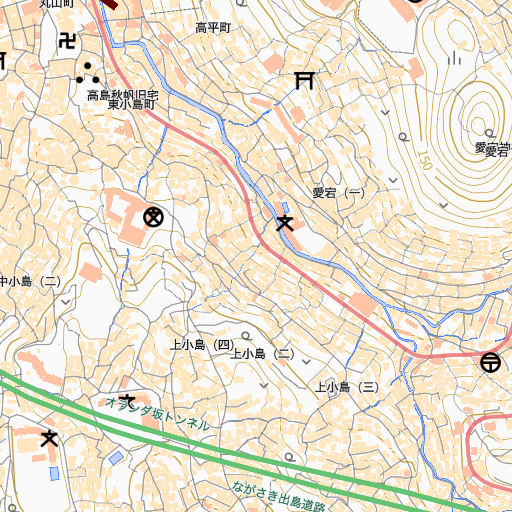 丸山町
高平町
高島秋帆旧宅
東小島町
150
愛宕
愛宕（一）
中小島（二）
上小島（四）
上小島（二）
上小島（三）
オランダ坂トンネル
ながさき出島道路